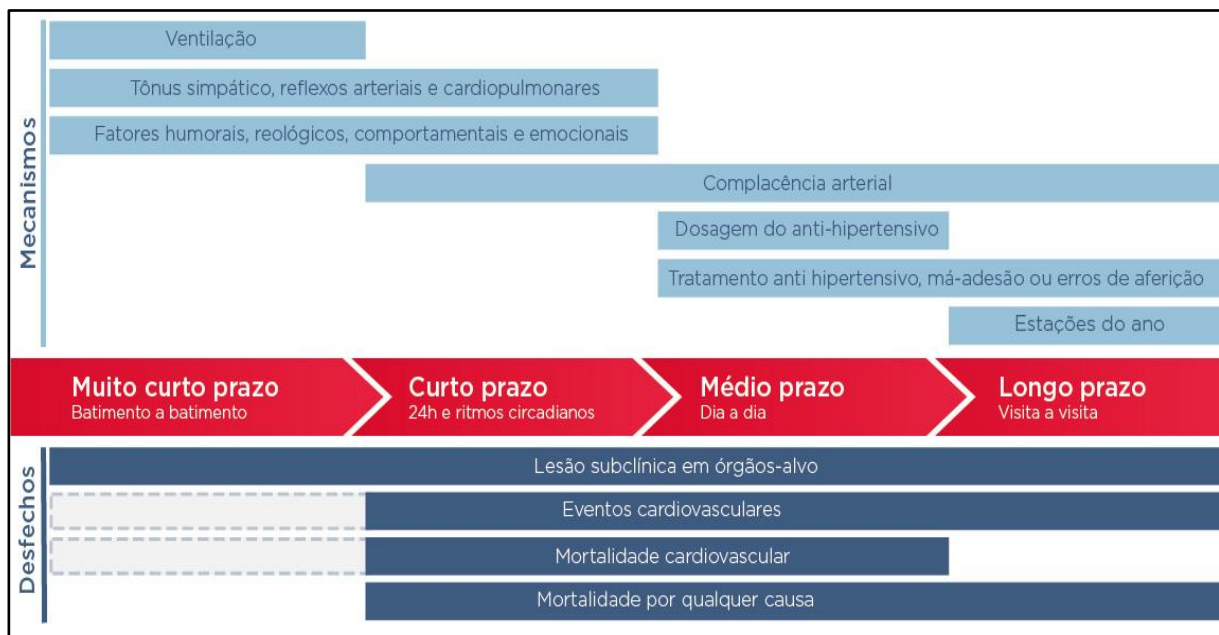 Mecanismos
Ventilação
Tônus simpático, reflexos arteriais e cardiopulmonares
Fatores humorais, reológicos, comportamentais e emocionais
Complacência arterial
Dosagem do anti-hipertensivo
Tratamento anti hipertensivo, má-adesão ou erros de aferição
Estações do ano
Muito curto prazo
Batimento a batimento
Curto prazo
24h e ritmos circadianos
Médio prazo
Dia a dia
Longo prazo
Visita a visita
Desfechos
Lesão subclínica em órgãos-alvo
Eventos cardiovasculares
Mortalidade cardiovascular
Mortalidade por qualquer causa